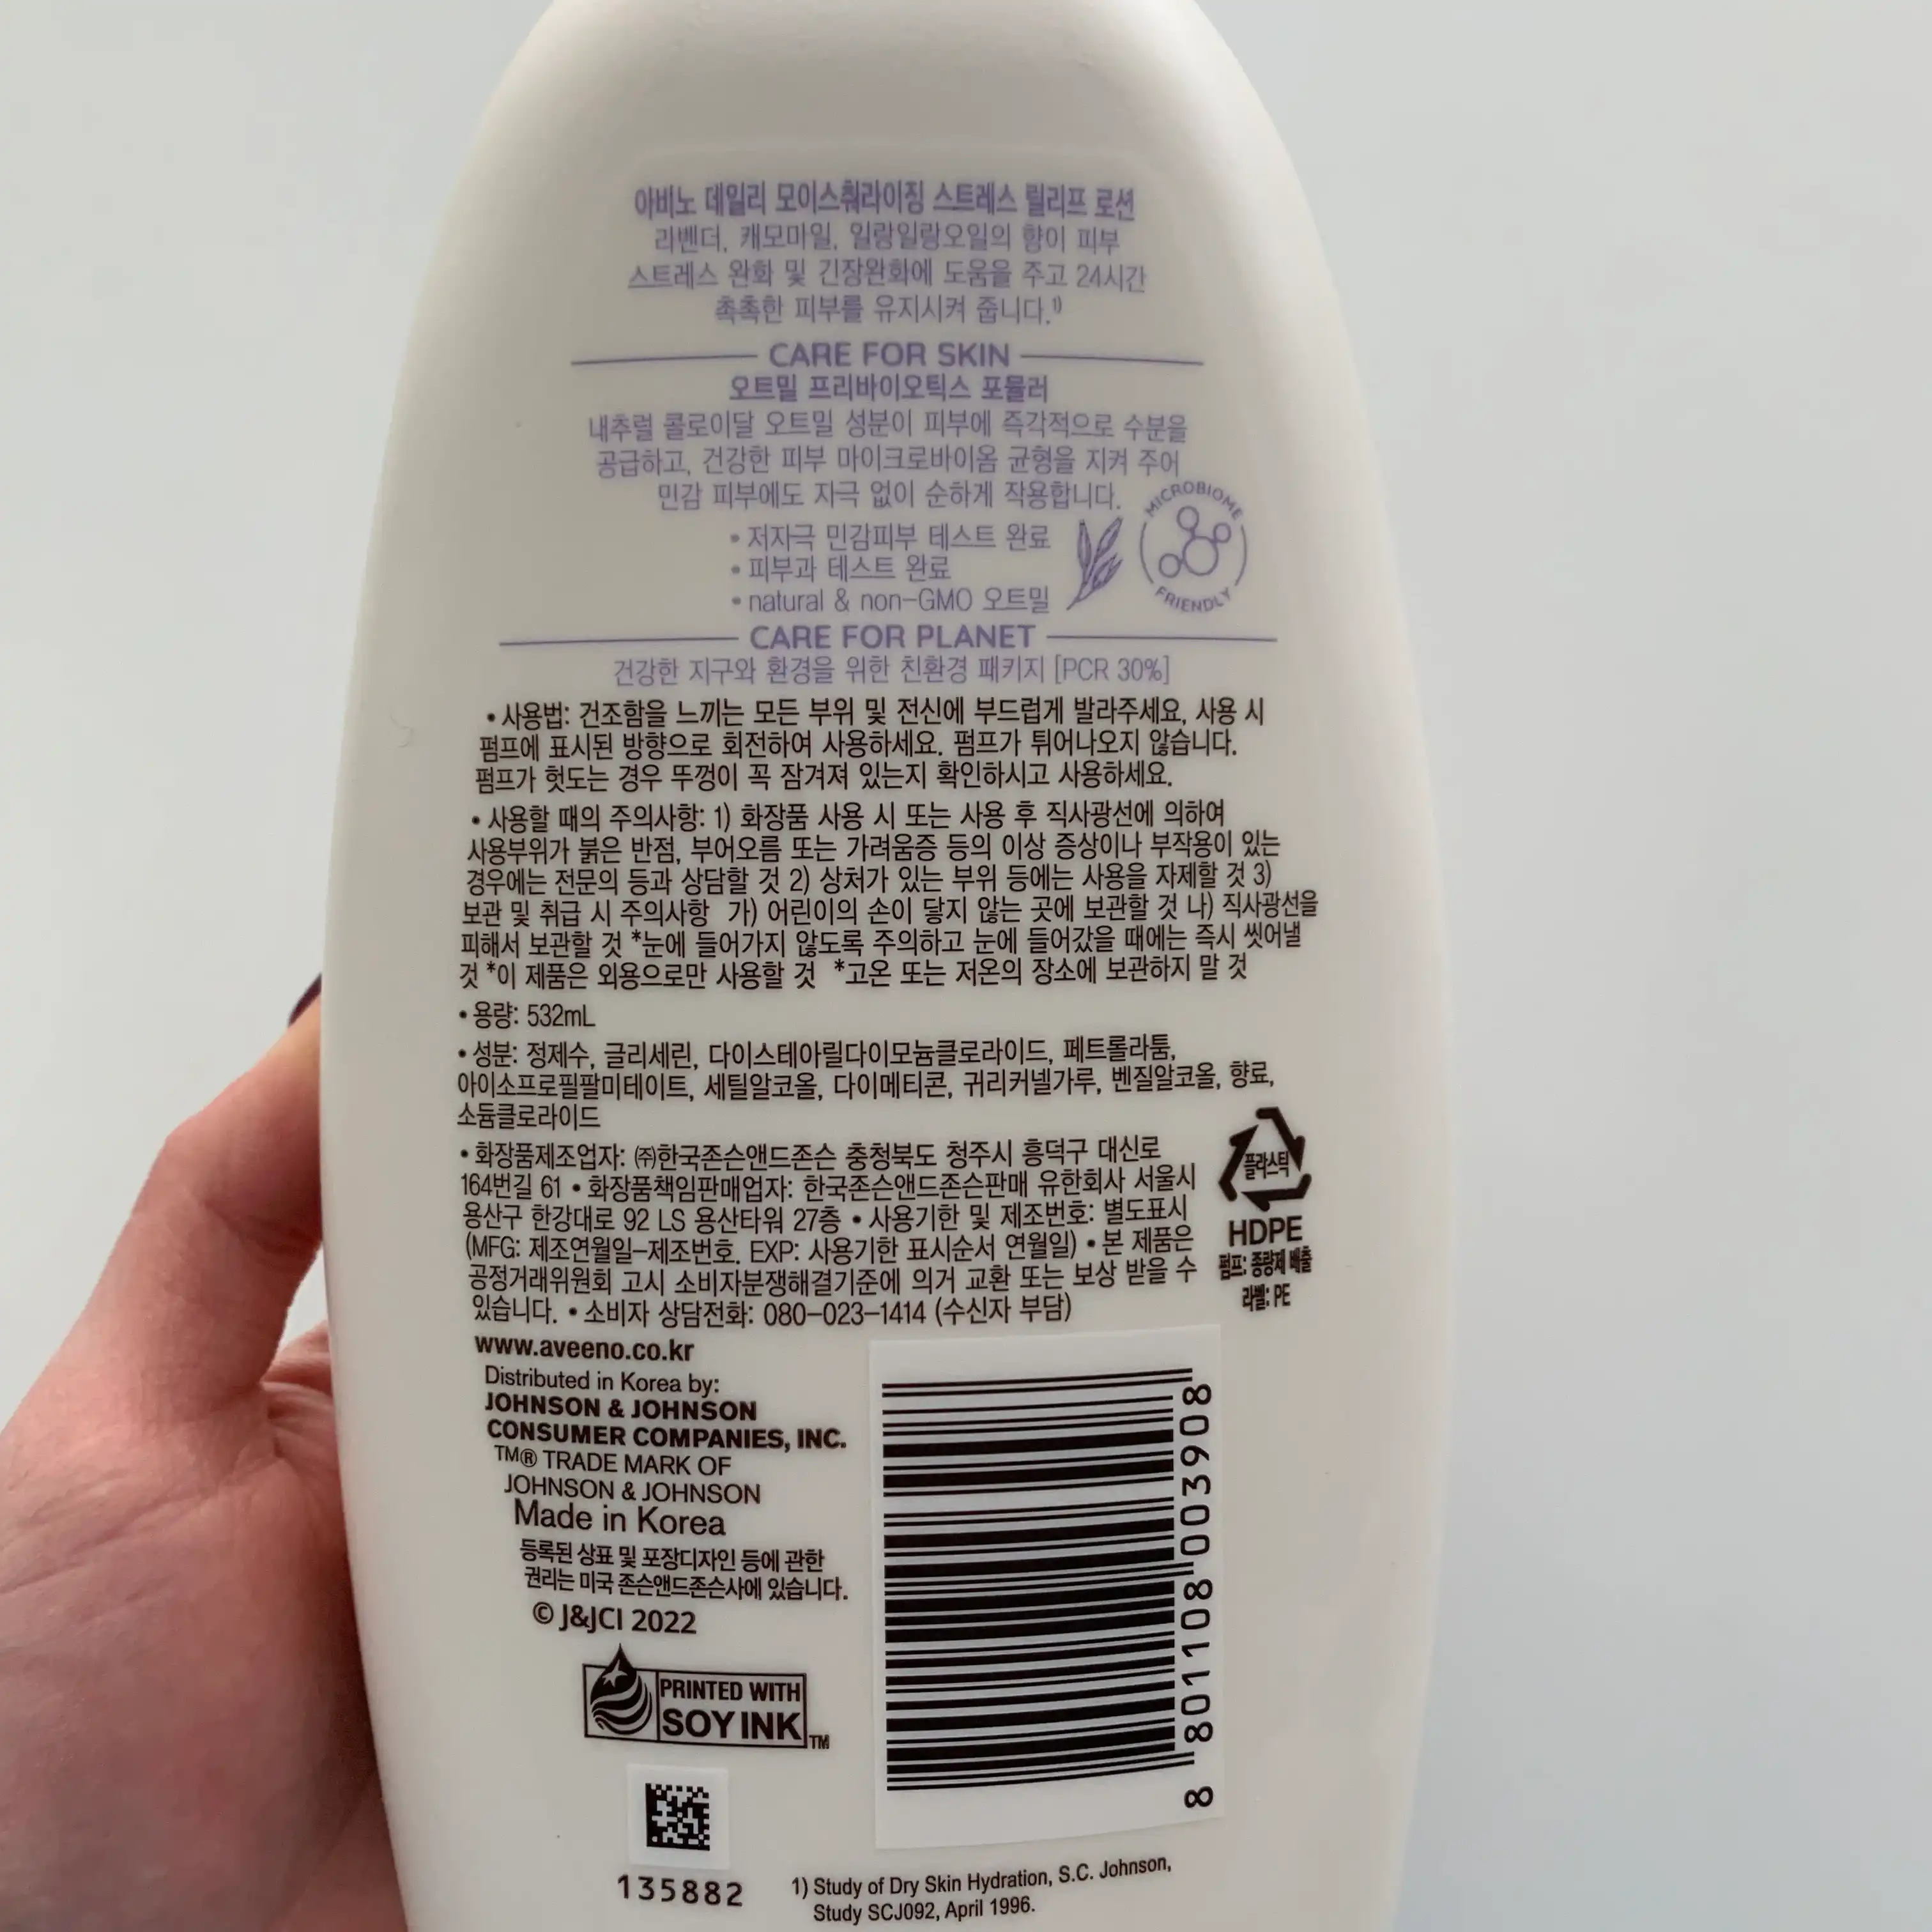 아비노 데일리 모이스춰라이징 스트레스 릴리프 로션
라벤더, 캐모마일, 일랑일랑오일의 향이 피부
스트레스 완화 및 긴장완화에 도움을 주고 24시간
촉촉한 피부를 유지시켜 줍니다.1)
CARE FOR SKIN
오트밀 프리바이오틱스 포뮬러
내추럴 콜로이달 오트밀 성분이 피부에 즉각적으로 수분을
공급하고, 건강한 피부 마이크로바이옴 균형을 지켜 주어
민감 피부에도 자극 없이 순하게 작용합니다.
• 저자극 민감피부 테스트 완료
• 피부과 테스트 완료
• natural & non-GMO 오트밀
MICROBIOME
FRIENDLY
CARE FOR PLANET
건강한 지구와 환경을 위한 친환경 패키지 [PCR 30%]
• 사용법: 건조함을 느끼는 모든 부위 및 전신에 부드럽게 발라주세요. 사용 시
펌프에 표시된 방향으로 회전하여 사용하세요. 펌프가 튀어나오지 않습니다.
펌프가 헛도는 경우 뚜껑이 꼭 잠겨져 있는지 확인하시고 사용하세요.
• 사용할 때의 주의사항: 1) 화장품 사용 시 또는 사용 후 직사광선에 의하여
사용부위가 붉은 반점, 부어오름 또는 가려움증 등의 이상 증상이나 부작용이 있는
경우에는 전문의 등과 상담할 것 2) 상처가 있는 부위 등에는 사용을 자제할 것 3)
보관 및 취급 시 주의사항 가) 어린이의 손이 닿지 않는 곳에 보관할 것 나) 직사광선을
피해서 보관할 것 *눈에 들어가지 않도록 주의하고 눈에 들어갔을 때에는 즉시 씻어낼
것 *이 제품은 외용으로만 사용할 것 *고온 또는 저온의 장소에 보관하지 말 것
• 용량: 532mL
• 성분: 정제수, 글리세린, 다이스테아릴다이모늄클로라이드, 페트롤라툼,
아이소프로필팔미테이트, 세틸알코올, 다이메티콘, 귀리커넬가루, 벤질알코올, 향료,
소듐클로라이드
• 화장품제조업자: ㈜한국존슨앤드존슨 충청북도 청주시 흥덕구 대신로
164번길 61 • 화장품책임판매업자: 한국존슨앤드존슨판매 유한회사 서울시
용산구 한강대로 92 LS 용산타워 27층 • 사용기한 및 제조번호: 별도표시
(MFG: 제조연월일-제조번호. EXP: 사용기한 표시순서 연월일) • 본 제품은
공정거래위원회 고시 소비자분쟁해결기준에 의거 교환 또는 보상 받을 수
있습니다. • 소비자 상담전화: 080-023-1414 (수신자 부담)
플라스틱
HDPE
펌프: 종량제 배출
라벨: PE
www.aveeno.co.kr
Distributed in Korea by:
JOHNSON & JOHNSON
CONSUMER COMPANIES, INC.
TM® TRADE MARK OF
JOHNSON & JOHNSON
Made in Korea
등록된 상표 및 포장디자인 등에 관한
권리는 미국 존슨앤드존슨사에 있습니다.
© J&JCI 2022
PRINTED WITH
SOY INK TM
8 801108 003908
135882
1) Study of Dry Skin Hydration, S.C. Johnson,
Study SCJ092, April 1996.